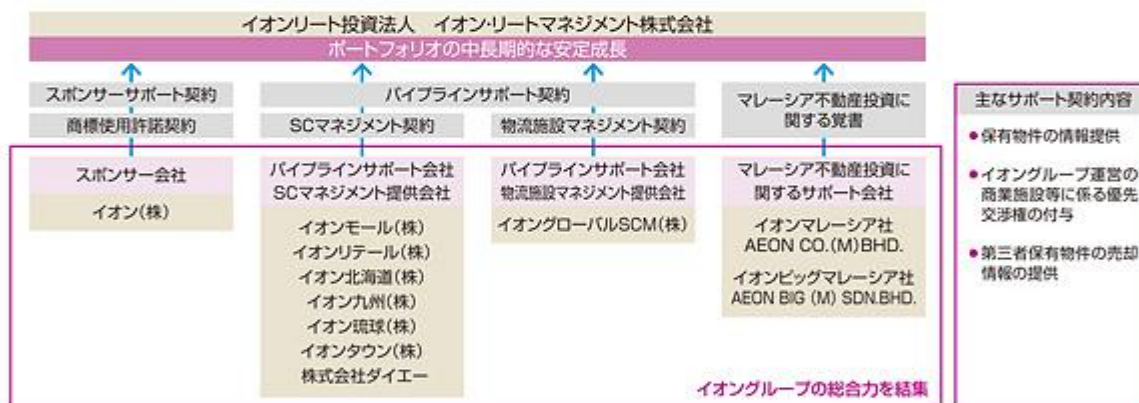 イオンリート投資法人　イオン・リートマネジメント株式会社
ポートフォリオの中長期的な安定成長
スポンサーサポート契約
商標使用許諾契約
パイプラインサポート契約
SCマネジメント契約
物流施設マネジメント契約
マレーシア不動産投資に
関する覚書
スポンサー会社
イオン(株)
パイプラインサポート会社
SCマネジメント提供会社
イオンモール(株)
イオンリテール(株)
イオン北海道(株)
イオン九州(株)
イオン琉球(株)
イオンタウン(株)
株式会社ダイエー
パイプラインサポート会社
物流施設マネジメント提供会社
イオングローバルSCM(株)
マレーシア不動産投資に
関するサポート会社
イオンマレーシア社
AEON CO.(M)BHD.
イオンビッグマレーシア社
AEON BIG (M) SDN.BHD.
イオングループの総合力を結集
主なサポート契約内容
●保有物件の情報提供
●イオングループ運営の
商業施設等に係る優先
交渉権の付与
●第三者保有物件の売却
情報の提供